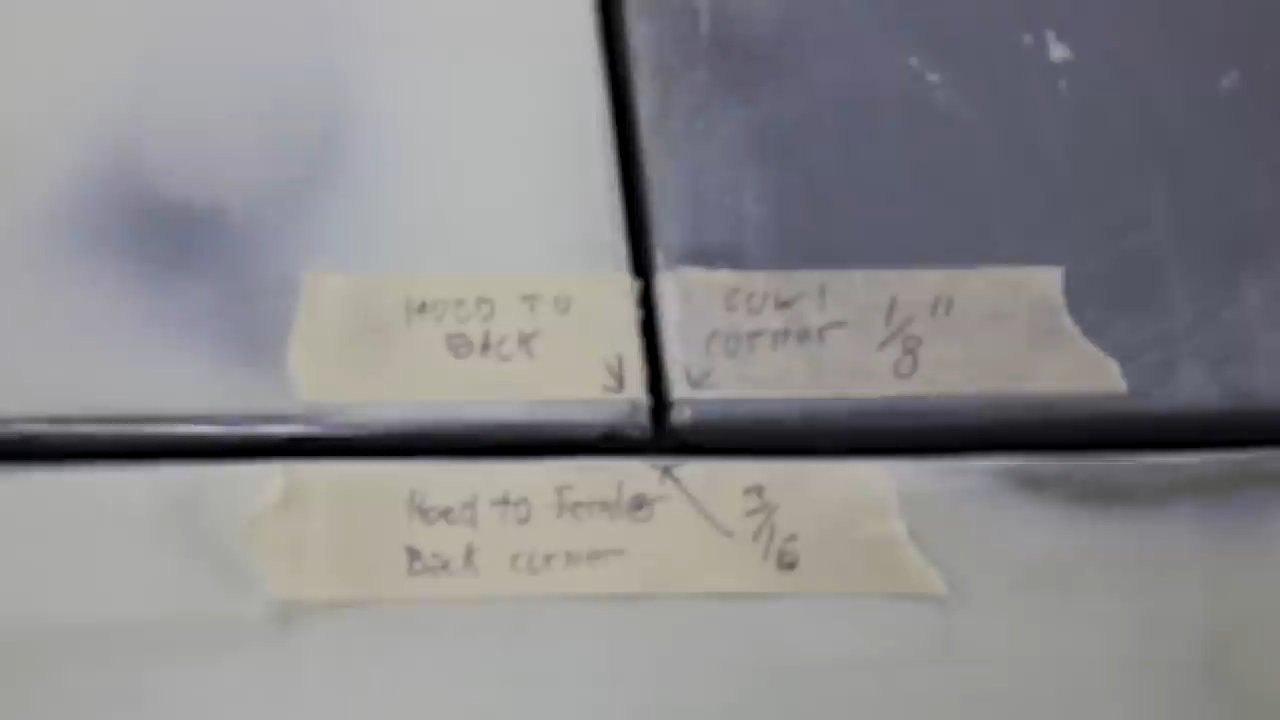 HOOD TO
BACK
COWl
corner 1/8"
Hood to Fender
Back corner 3/16